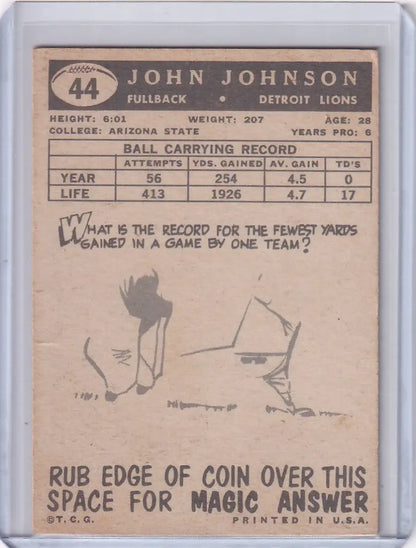 44
JOHN JOHNSON
FULLBACK • DETROIT LIONS
HEIGHT: 6:01 WEIGHT: 207 AGE: 28
COLLEGE: ARIZONA STATE YEARS PRO: 6
BALL CARRYING RECORD
ATTEMPTS YDS. GAINED AV. GAIN TD'S
YEAR 56 254 4.5 0
LIFE 413 1926 4.7 17
WHAT IS THE RECORD FOR THE FEWEST YARDS
GAINED IN A GAME BY ONE TEAM?
RUB EDGE OF COIN OVER THIS
SPACE FOR MAGIC ANSWER
©T.C.G. PRINTED IN U.S.A.